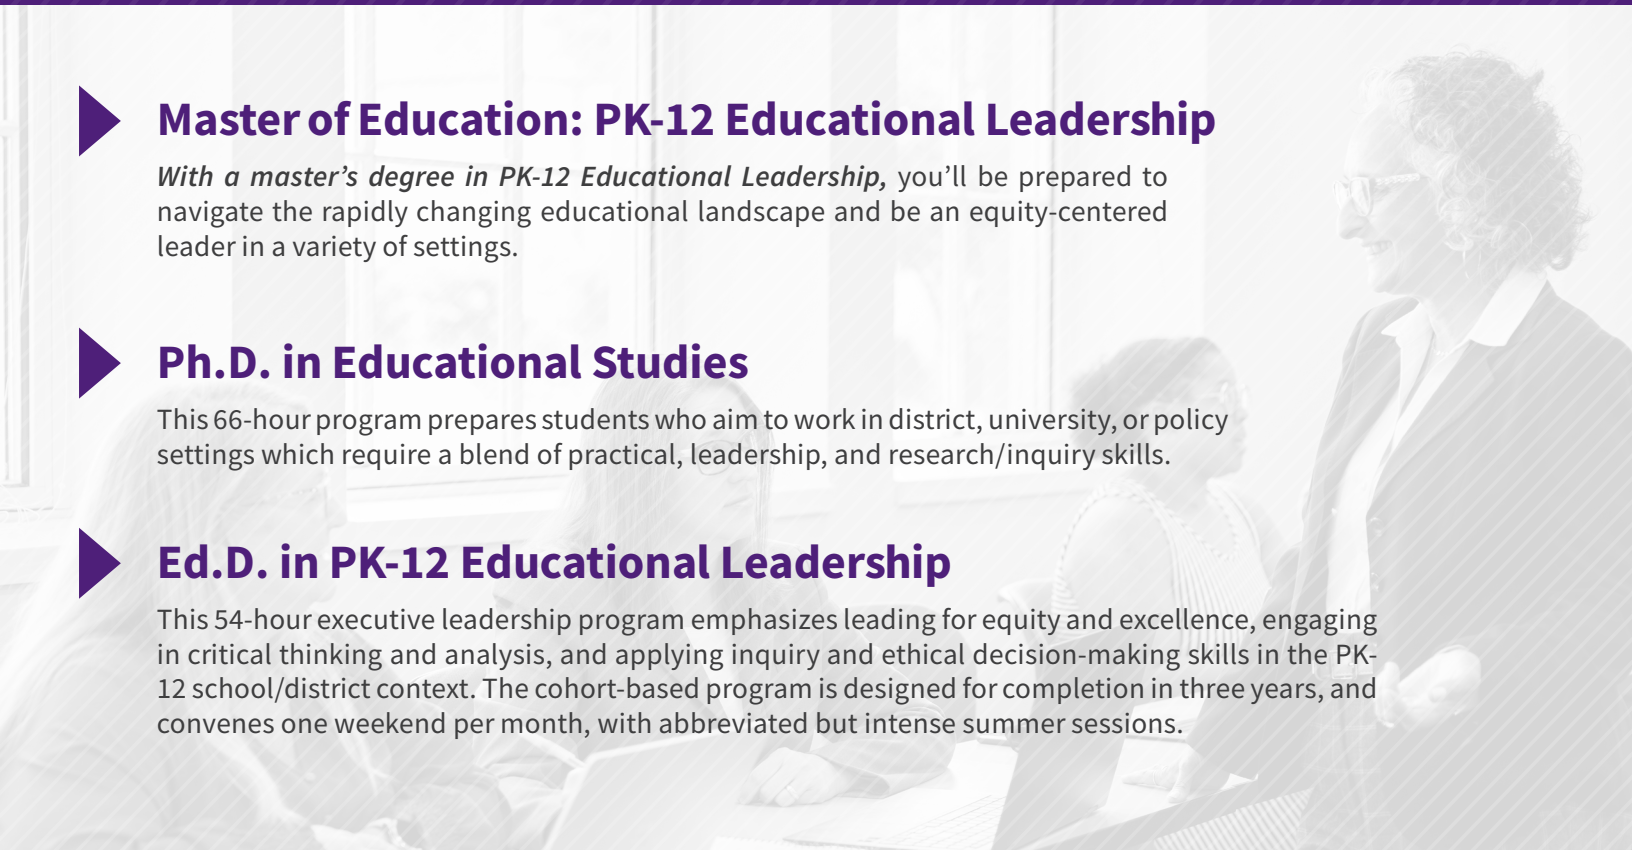 Master of Education: PK-12 Educational Leadership
With a master’s degree in PK-12 Educational Leadership, you’ll be prepared to
navigate the rapidly changing educational landscape and be an equity-centered
leader in a variety of settings.
Ph.D. in Educational Studies
This 66-hour program prepares students who aim to work in district, university, or policy
settings which require a blend of practical, leadership, and research/inquiry skills.
Ed.D. in PK-12 Educational Leadership
This 54-hour executive leadership program emphasizes leading for equity and excellence, engaging
in critical thinking and analysis, and applying inquiry and ethical decision-making skills in the PK-
12 school/district context. The cohort-based program is designed for completion in three years, and
convenes one weekend per month, with abbreviated but intense summer sessions.